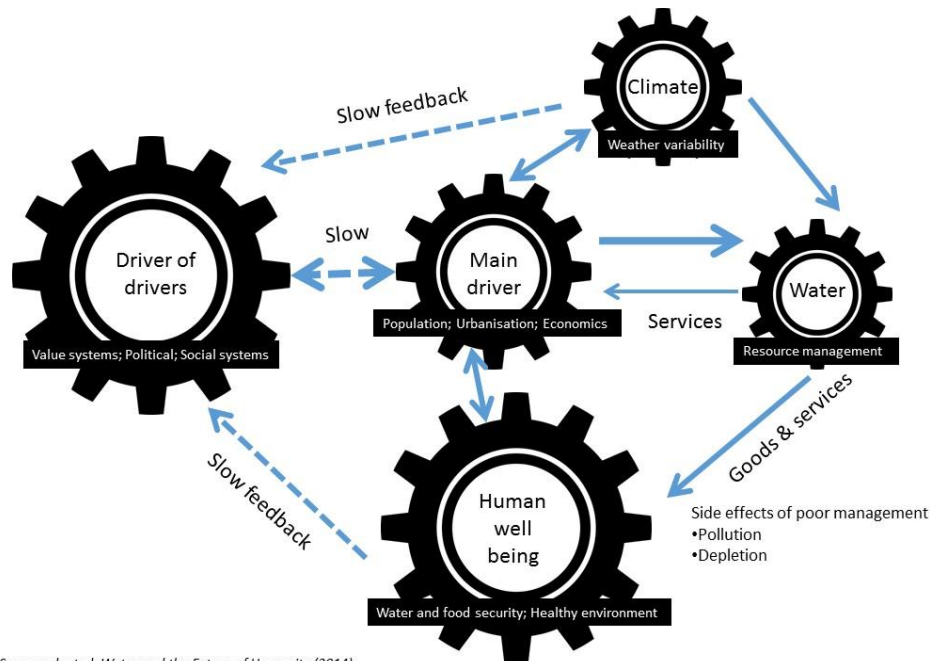 Climate
Weather variability
Slow feedback
Driver of
drivers
Value systems; Political; Social systems
Slow
Main
driver
Population; Urbanisation; Economics
Services
Water
Resource management
Goods & services
Slow feedback
Human
well
being
Water and food security; Healthy environment
Side effects of poor management
•Pollution
•Depletion